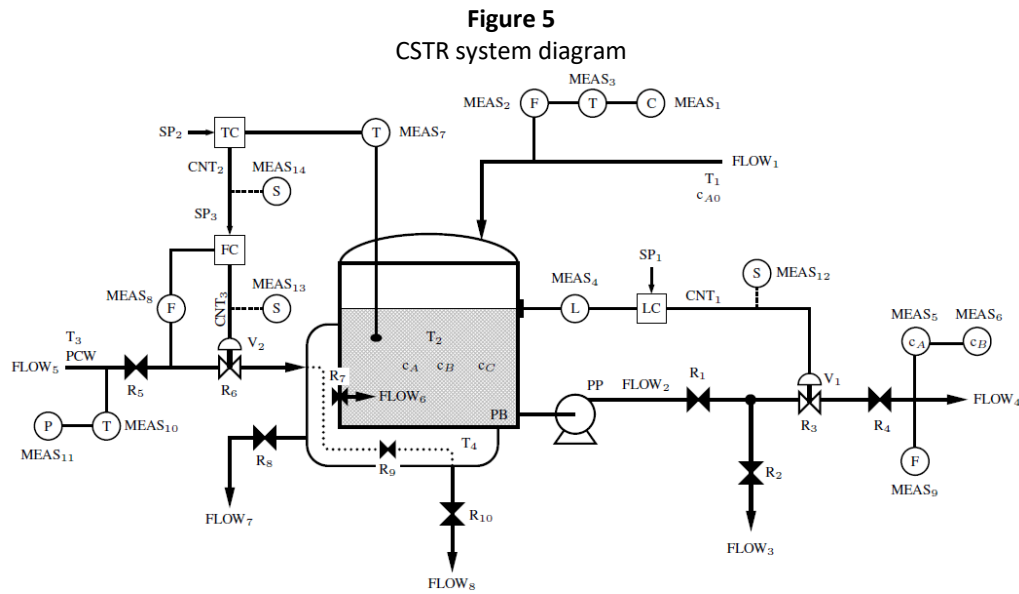 Figure 5
CSTR system diagram
MEAS3
MEAS2 F T C MEAS1
SP2 TC T MEAS7
FLOW1
T1
cA0
CNT2 MEAS14
S
SP3
FC
MEAS8 F
CNT3
MEAS13
S
SP1
MEAS4
L LC CNT1
S MEAS12
MEAS5 MEAS6
cA cB
T3
PCW
FLOW5
R5
V2
R6
T2
cA cB cC
R7
FLOW6
PB
PP
FLOW2
R1
V1
R3
R4
FLOW4
P T MEAS10
MEAS11
R8
FLOW7
T4
R9
R10
FLOW8
R2
FLOW3
F
MEAS9